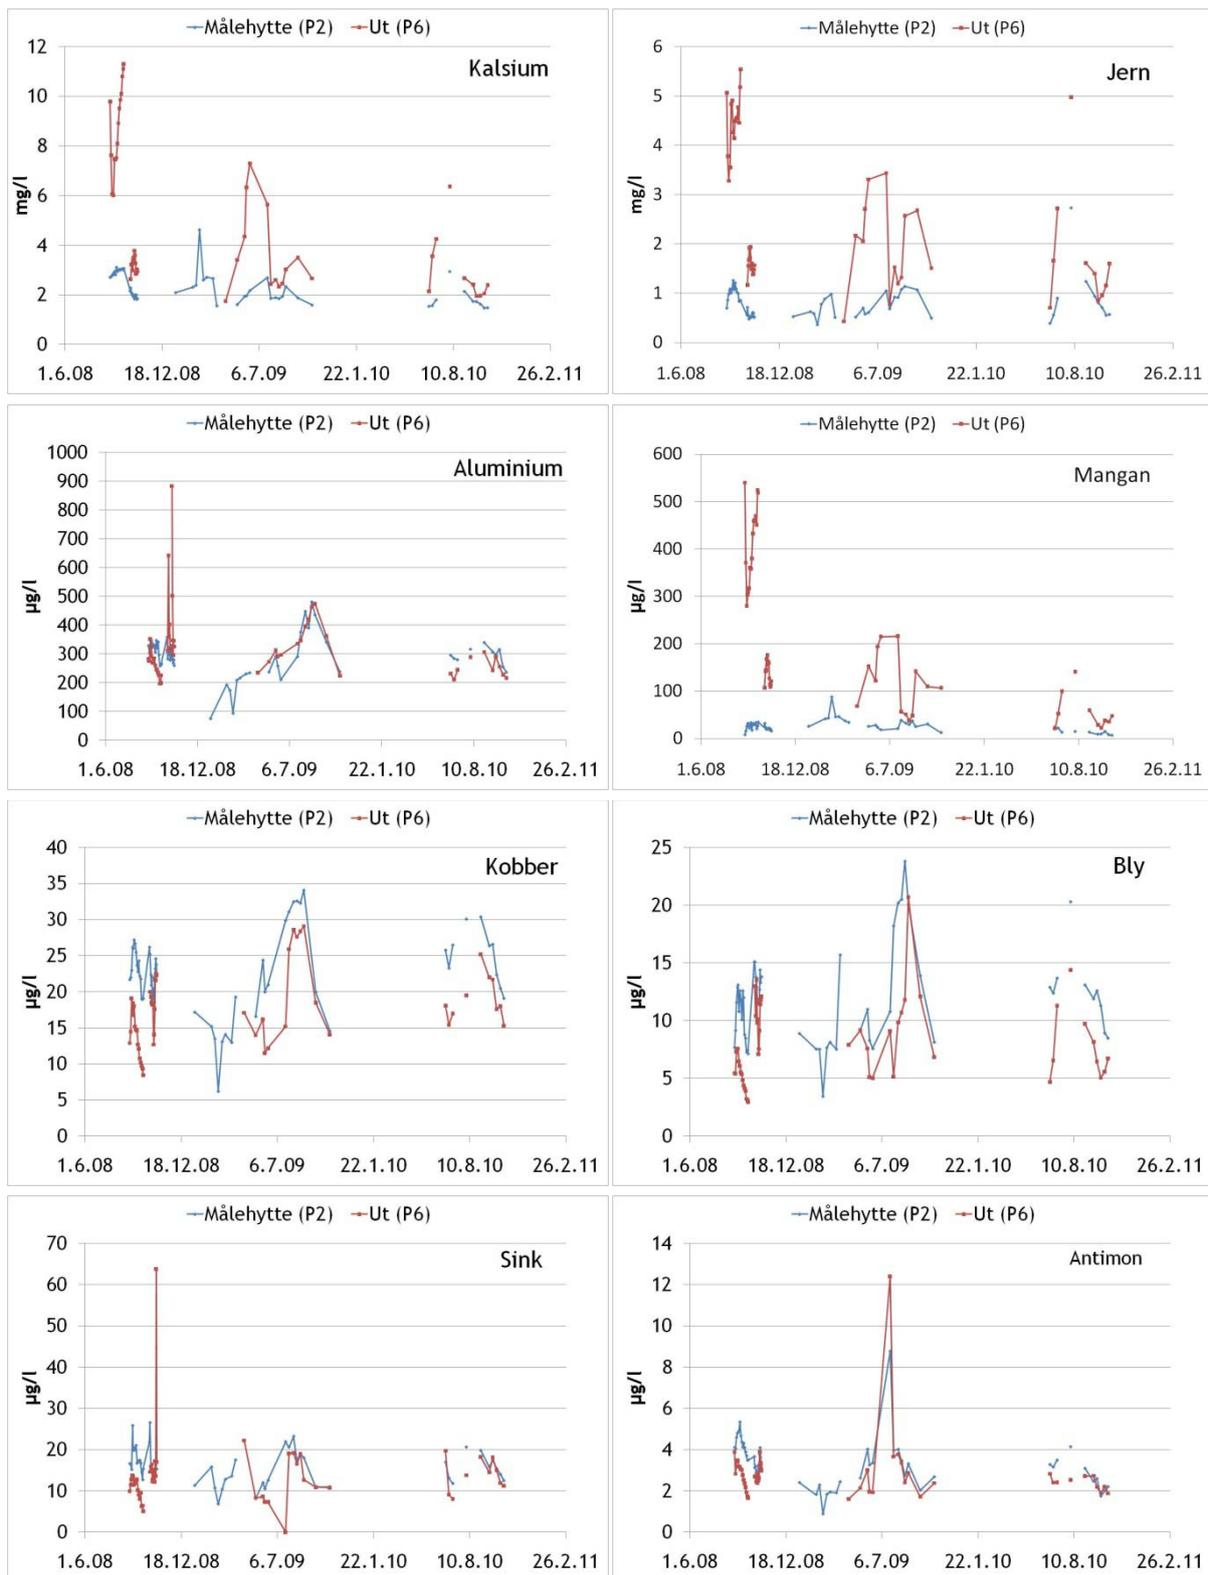 Målehytte (P2) Ut (P6)
Kalsium
mg/l
12
10
8
6
4
2
0
1.6.08 18.12.08 6.7.09 22.1.10 10.8.10 26.2.11
Målehytte (P2) Ut (P6)
Jern
mg/l
6
5
4
3
2
1
0
1.6.08 18.12.08 6.7.09 22.1.10 10.8.10 26.2.11
Målehytte (P2) Ut (P6)
Aluminium
µg/l
1000
900
800
700
600
500
400
300
200
100
0
1.6.08 18.12.08 6.7.09 22.1.10 10.8.10 26.2.11
Målehytte (P2) Ut (P6)
Mangan
µg/l
600
500
400
300
200
100
0
1.6.08 18.12.08 6.7.09 22.1.10 10.8.10 26.2.11
Målehytte (P2) Ut (P6)
Kobber
µg/l
40
35
30
25
20
15
10
5
0
1.6.08 18.12.08 6.7.09 22.1.10 10.8.10 26.2.11
Målehytte (P2) Ut (P6)
Bly
µg/l
25
20
15
10
5
0
1.6.08 18.12.08 6.7.09 22.1.10 10.8.10 26.2.11
Målehytte (P2) Ut (P6)
Sink
µg/l
70
60
50
40
30
20
10
0
1.6.08 18.12.08 6.7.09 22.1.10 10.8.10 26.2.11
Målehytte (P2) Ut (P6)
Antimon
µg/l
14
12
10
8
6
4
2
0
1.6.08 18.12.08 6.7.09 22.1.10 10.8.10 26.2.11